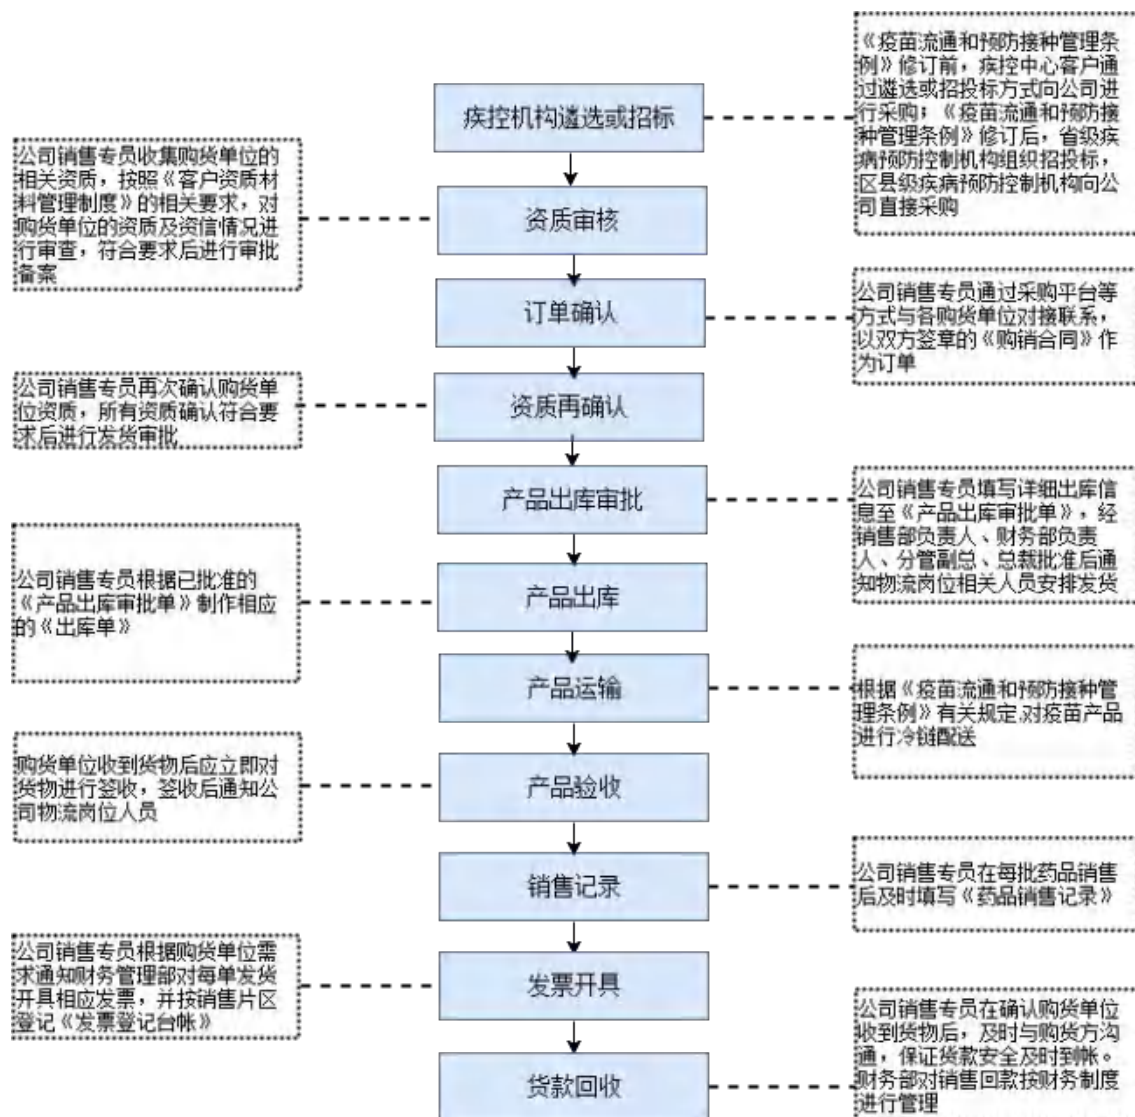 疾控机构遴选或招标
《疫苗流通和预防接种管理条
例》修订前，疾控中心客户通
过遴选或招投标方式向公司进
行采购；《疫苗流通和预防接
种管理条例》修订后，省级疾
病预防控制机构组织招投标，
区县级疾病预防控制机构向公
司直接采购
公司销售专员收集购货单位的
相关资质，按照《客户资质材
料管理制度》的相关要求，对
购货单位的资质及资信情况进
行审查，符合要求后进行审批
备案
资质审核
订单确认
公司销售专员通过采购平台等
方式与各购货单位对接联系，
以双方签章的《购销合同》作
为订单
公司销售专员再次确认购货单
位资质，所有资质确认符合要
求后进行发货审批
资质再确认
产品出库审批
公司销售专员填写详细出库信
息至《产品出库审批单》，经
销售部负责人、财务部负责
人、分管副总、总裁批准后通
知物流岗位相关人员安排发货
公司销售专员根据已批准的
《产品出库审批单》制作相应
的《出库单》
产品出库
产品运输
根据《疫苗流通和预防接种管
理条例》有关规定,对疫苗产品
进行冷链配送
购货单位收到货物后应立即对
货物进行签收，签收后通知公
司物流岗位人员
产品验收
销售记录
公司销售专员在每批药品销售
后及时填写《药品销售记录》
公司销售专员根据购货单位需
求通知财务管理部对每单发货
开具相应发票，并按销售片区
登记《发票登记台帐》
发票开具
货款回收
公司销售专员在确认购货单位
收到货物后，及时与购货方沟
通，保证货款安全及时到帐。
财务部对销售回款按财务制度
进行管理